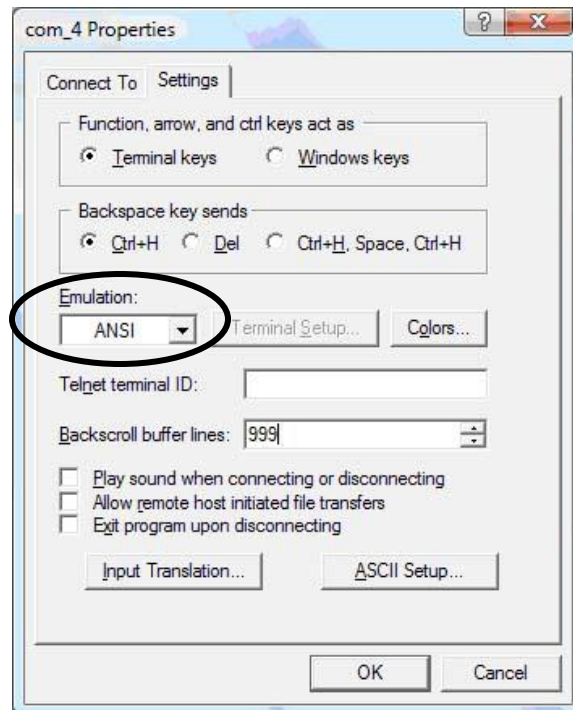 com_4 Properties
Connect To Settings
Function, arrow, and ctrl keys act as
Terminal keys Windows keys
Backspace key sends
Ctrl+H Del Ctrl+H, Space, Ctrl+H
Emulation:
ANSI Terminal Setup... Colors...
Telnet terminal ID:
Backscroll buffer lines: 999
Play sound when connecting or disconnecting
Allow remote host initiated file transfers
Exit program upon disconnecting
Input Translation... ASCII Setup...
OK Cancel